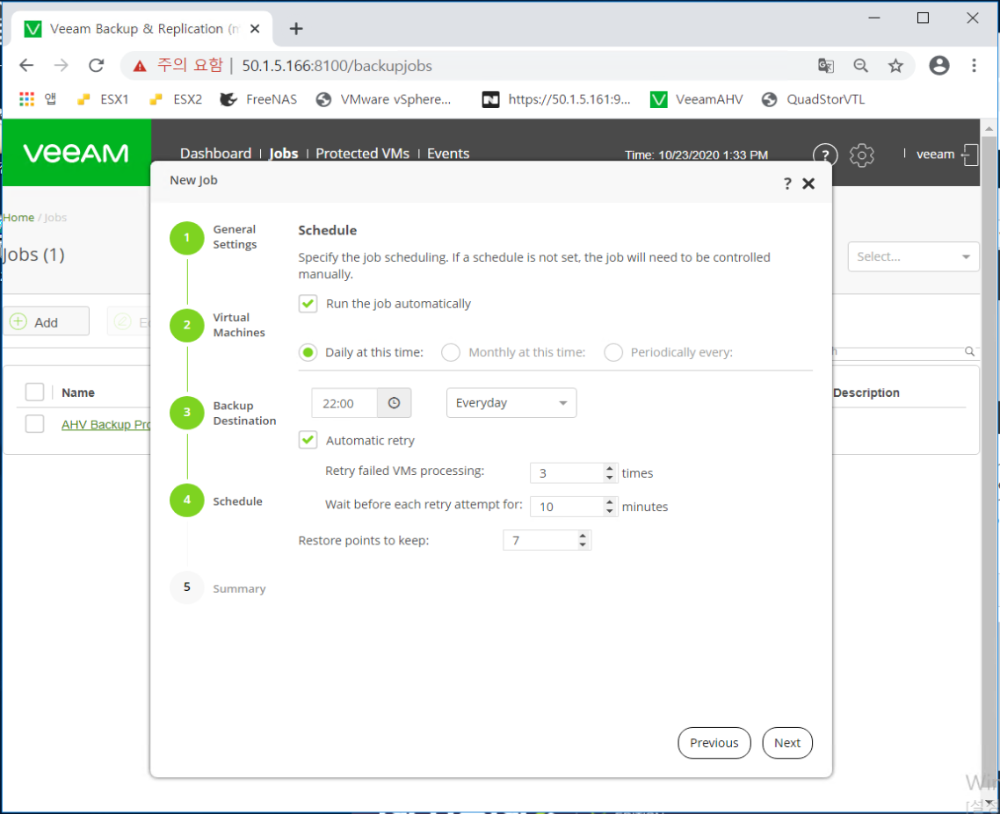 Veeam Backup & Replication (
주의 요함 | 50.1.5.166:8100/backupjobs
앱 ESX1 ESX2 FreeNAS VMware vSphere... https://50.1.5.161:9... VeeamAHV QuadStorVTL
VEEAM
Dashboard | Jobs | Protected VMs | Events
Time: 10/23/2020 1:33 PM
? | veeam
Home / Jobs
Jobs (1)
Select...
Add
Name
Description
AHV Backup Pro
New Job
?
1 General
Settings
2 Virtual
Machines
3 Backup
Destination
4 Schedule
5 Summary
Schedule
Specify the job scheduling. If a schedule is not set, the job will need to be controlled
manually.
Run the job automatically
Daily at this time: Monthly at this time: Periodically every:
22:00 Everyday
Automatic retry
Retry failed VMs processing: 3 times
Wait before each retry attempt for: 10 minutes
Restore points to keep: 7
Previous Next